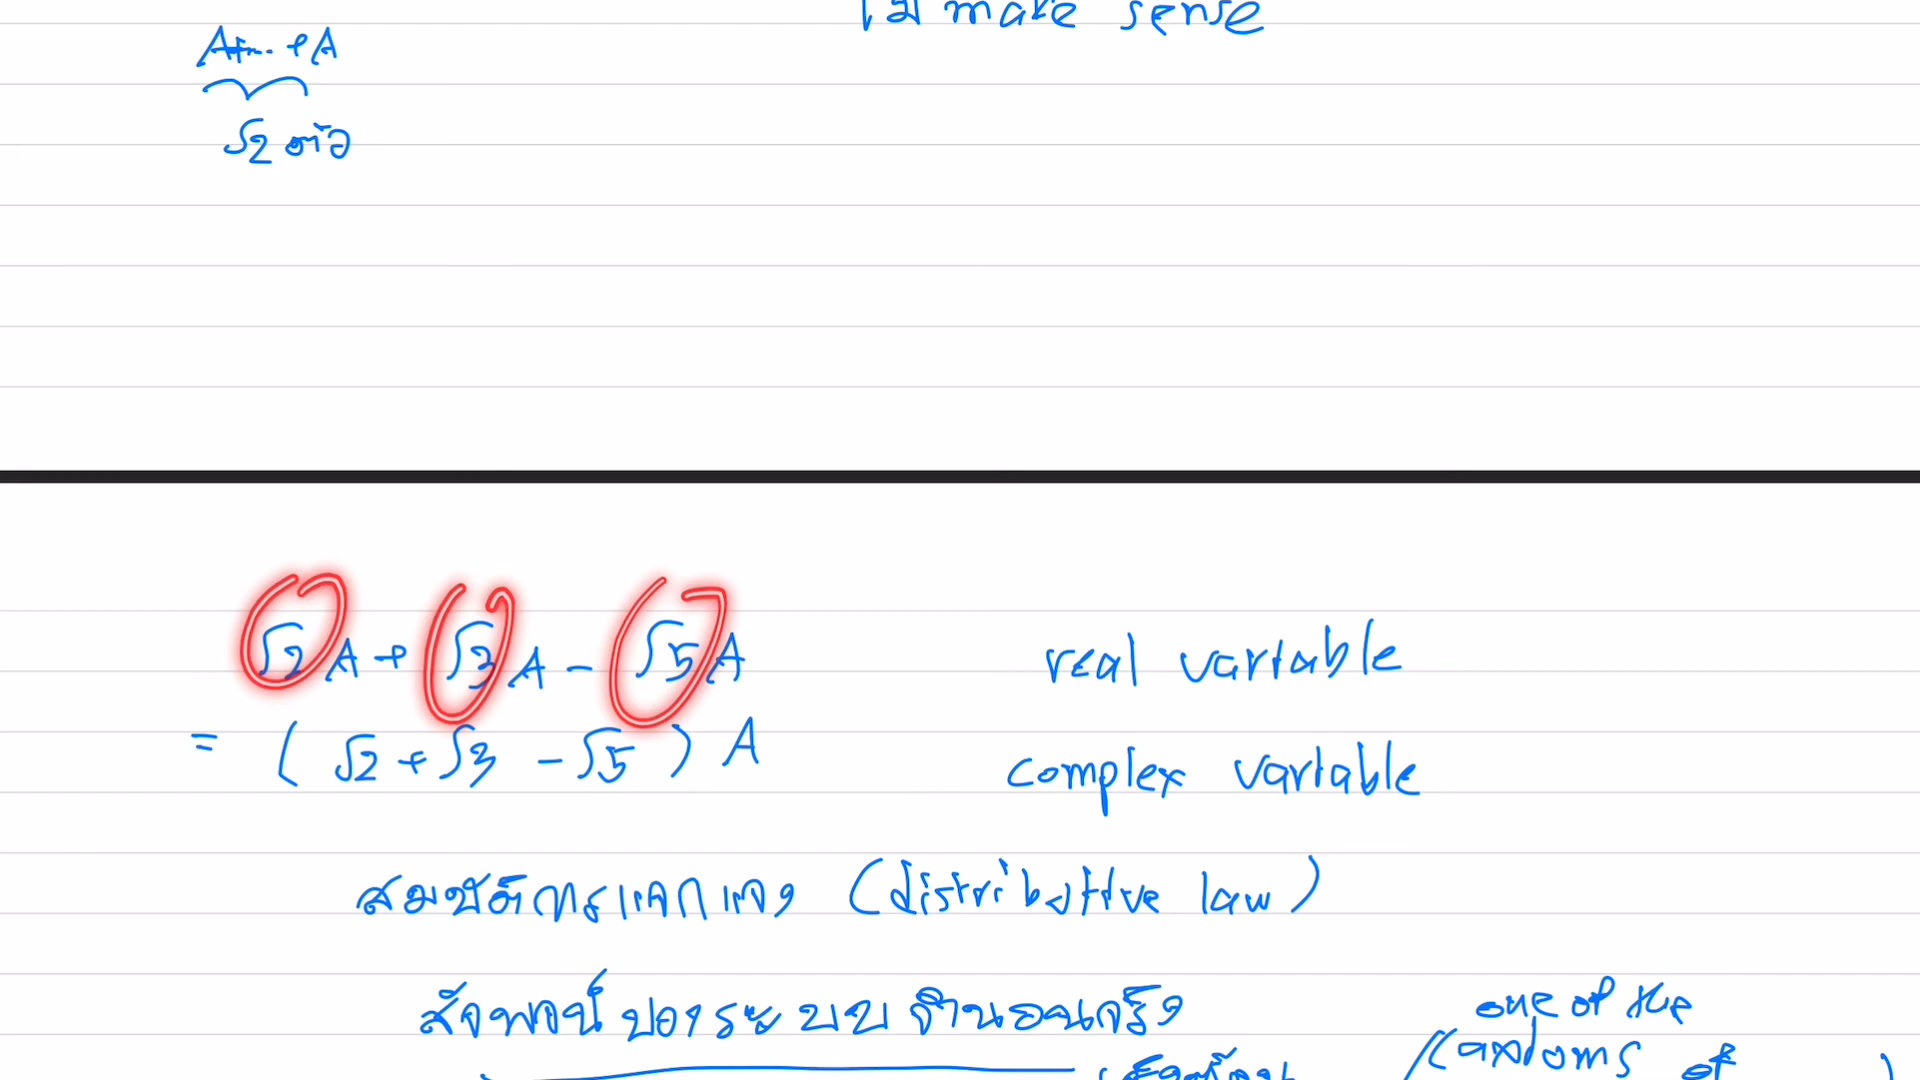 ไม่ make sense
A+...+A
√2 ตัว
√2 A + √3 A - √5 A
real variable
= ( √2 + √3 - √5 ) A
complex variable
สมบัติการแจกแจง (distributive law)
สัจพจน์ของระบบจำนวนจริง
one of the
(axioms of